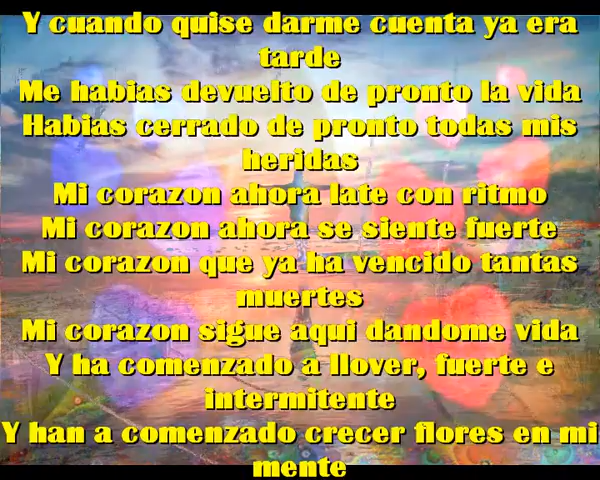 Y cuando quise darme cuenta ya era
tarde
Me habias devuelto de pronto la vida
Habias cerrado de pronto todas mis
heridas
Mi corazon ahora late con ritmo
Mi corazon ahora se siente fuerte
Mi corazon que ya ha vencido tantas
muertes
Mi corazon sigue aqui dandome vida
Y ha comenzado a llover, fuerte e
intermitente
Y han a comenzado crecer flores en mi
mente